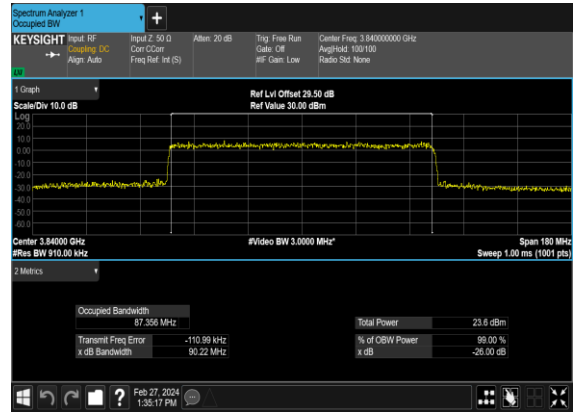 Spectrum Analyzer 1
Occupied BW
+
KEYSIGHT Input: RF Input Z: 50 Ω Atten: 20 dB Trig: Free Run Center Freq: 3.840000000 GHz
Coupling: DC Corr CCorr Gate: Off Avg|Hold: 100/100
Align: Auto Freq Ref: Int (S) #IF Gain: Low Radio Std: None
LXI
1 Graph
Ref Lvl Offset 29.50 dB
Scale/Div 10.0 dB Ref Value 30.00 dBm
Log
20.0
10.0
0.00
-10.0
-20.0
-30.0
-40.0
-50.0
-60.0
Center 3.84000 GHz #Video BW 3.0000 MHz* Span 180 MHz
#Res BW 910.00 kHz Sweep 1.00 ms (1001 pts)
2 Metrics
Occupied Bandwidth
87.356 MHz Total Power 23.6 dBm
Transmit Freq Error -110.99 kHz % of OBW Power 99.00 %
x dB Bandwidth 90.22 MHz x dB -26.00 dB
? Feb 27, 2024
1:35:17 PM